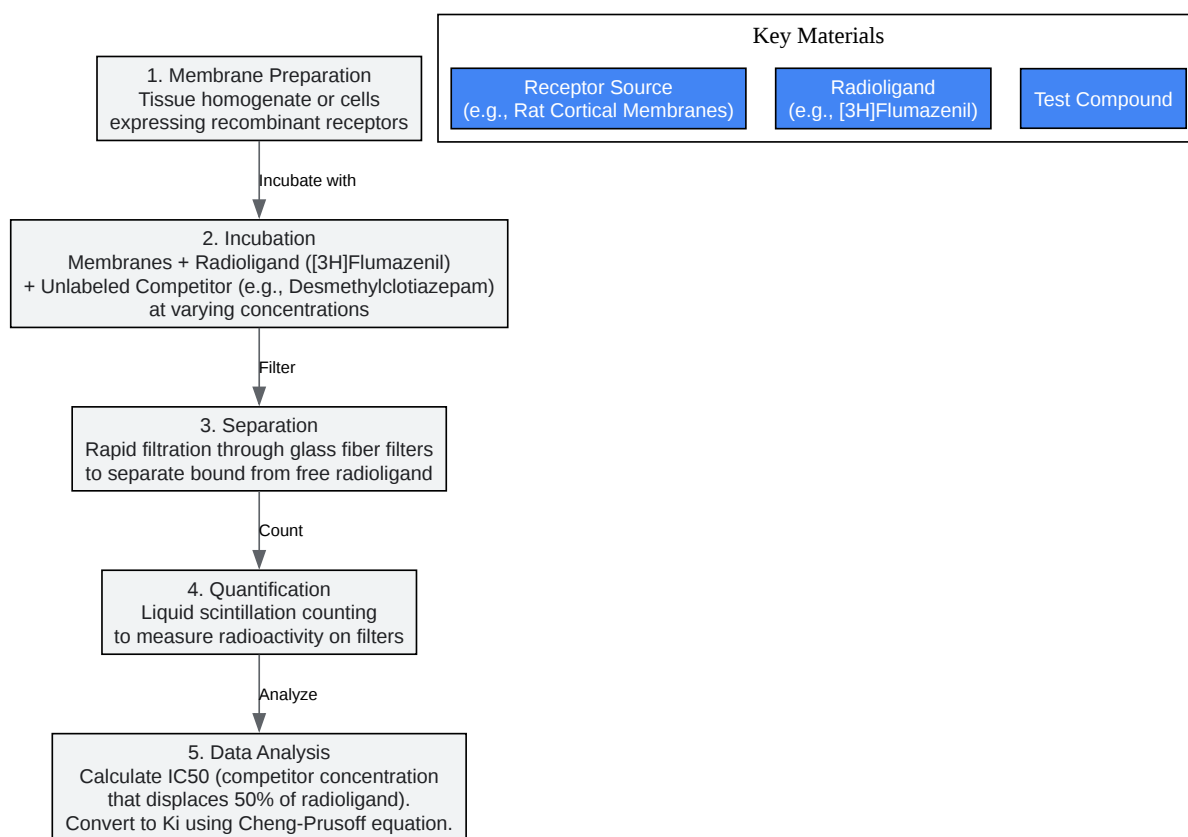 Key Materials
Receptor Source
(e.g., Rat Cortical Membranes)
Radioligand
(e.g., [3H]Flumazenil)
Test Compound
1. Membrane Preparation
Tissue homogenate or cells
expressing recombinant receptors
Incubate with
2. Incubation
Membranes + Radioligand ([3H]Flumazenil)
+ Unlabeled Competitor (e.g., Desmethylclotiazepam)
at varying concentrations
Filter
3. Separation
Rapid filtration through glass fiber filters
to separate bound from free radioligand
Count
4. Quantification
Liquid scintillation counting
to measure radioactivity on filters
Analyze
5. Data Analysis
Calculate IC50 (competitor concentration
that displaces 50% of radioligand).
Convert to Ki using Cheng-Prusoff equation.